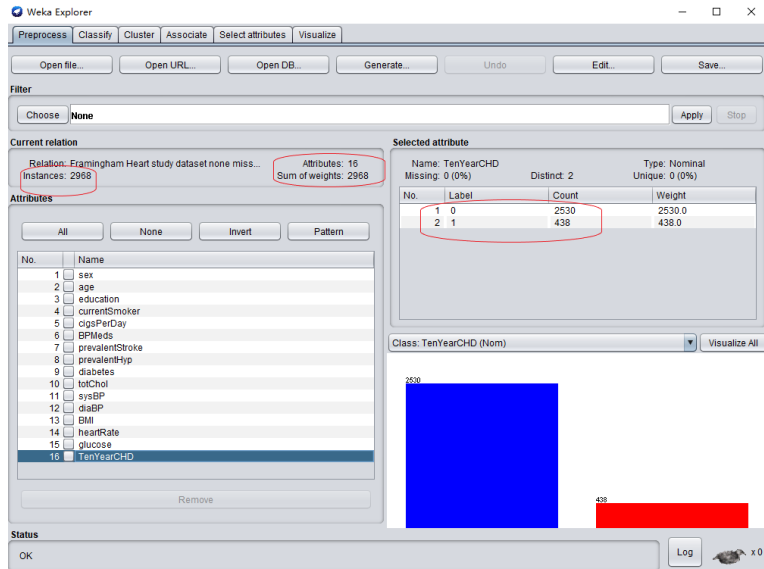 Weka Explorer
Preprocess Classify Cluster Associate Select attributes Visualize
Open file... Open URL... Open DB... Generate... Undo Edit... Save...
Filter
Choose None Apply Stop
Current relation
Relation: Framingham Heart study dataset none miss... Attributes: 16
Instances: 2968 Sum of weights: 2968
Attributes
All None Invert Pattern
No. Name
1 sex
2 age
3 education
4 currentSmoker
5 cigsPerDay
6 BPMeds
7 prevalentStroke
8 prevalentHyp
9 diabetes
10 totChol
11 sysBP
12 diaBP
13 BMI
14 heartRate
15 glucose
16 TenYearCHD
Remove
Selected attribute
Name: TenYearCHD Type: Nominal
Missing: 0 (0%) Distinct: 2 Unique: 0 (0%)
No. Label Count Weight
1 0 2530 2530.0
2 1 438 438.0
Class: TenYearCHD (Nom) Visualize All
2530
438
Status
OK Log x 0